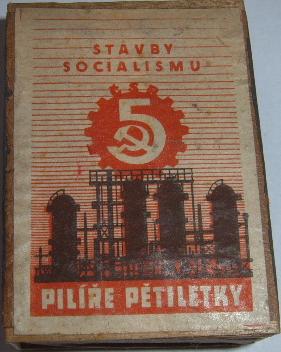 STAVBY
SOCIALISMU
ČSR
5
PILÍŘE PĚTILETKY